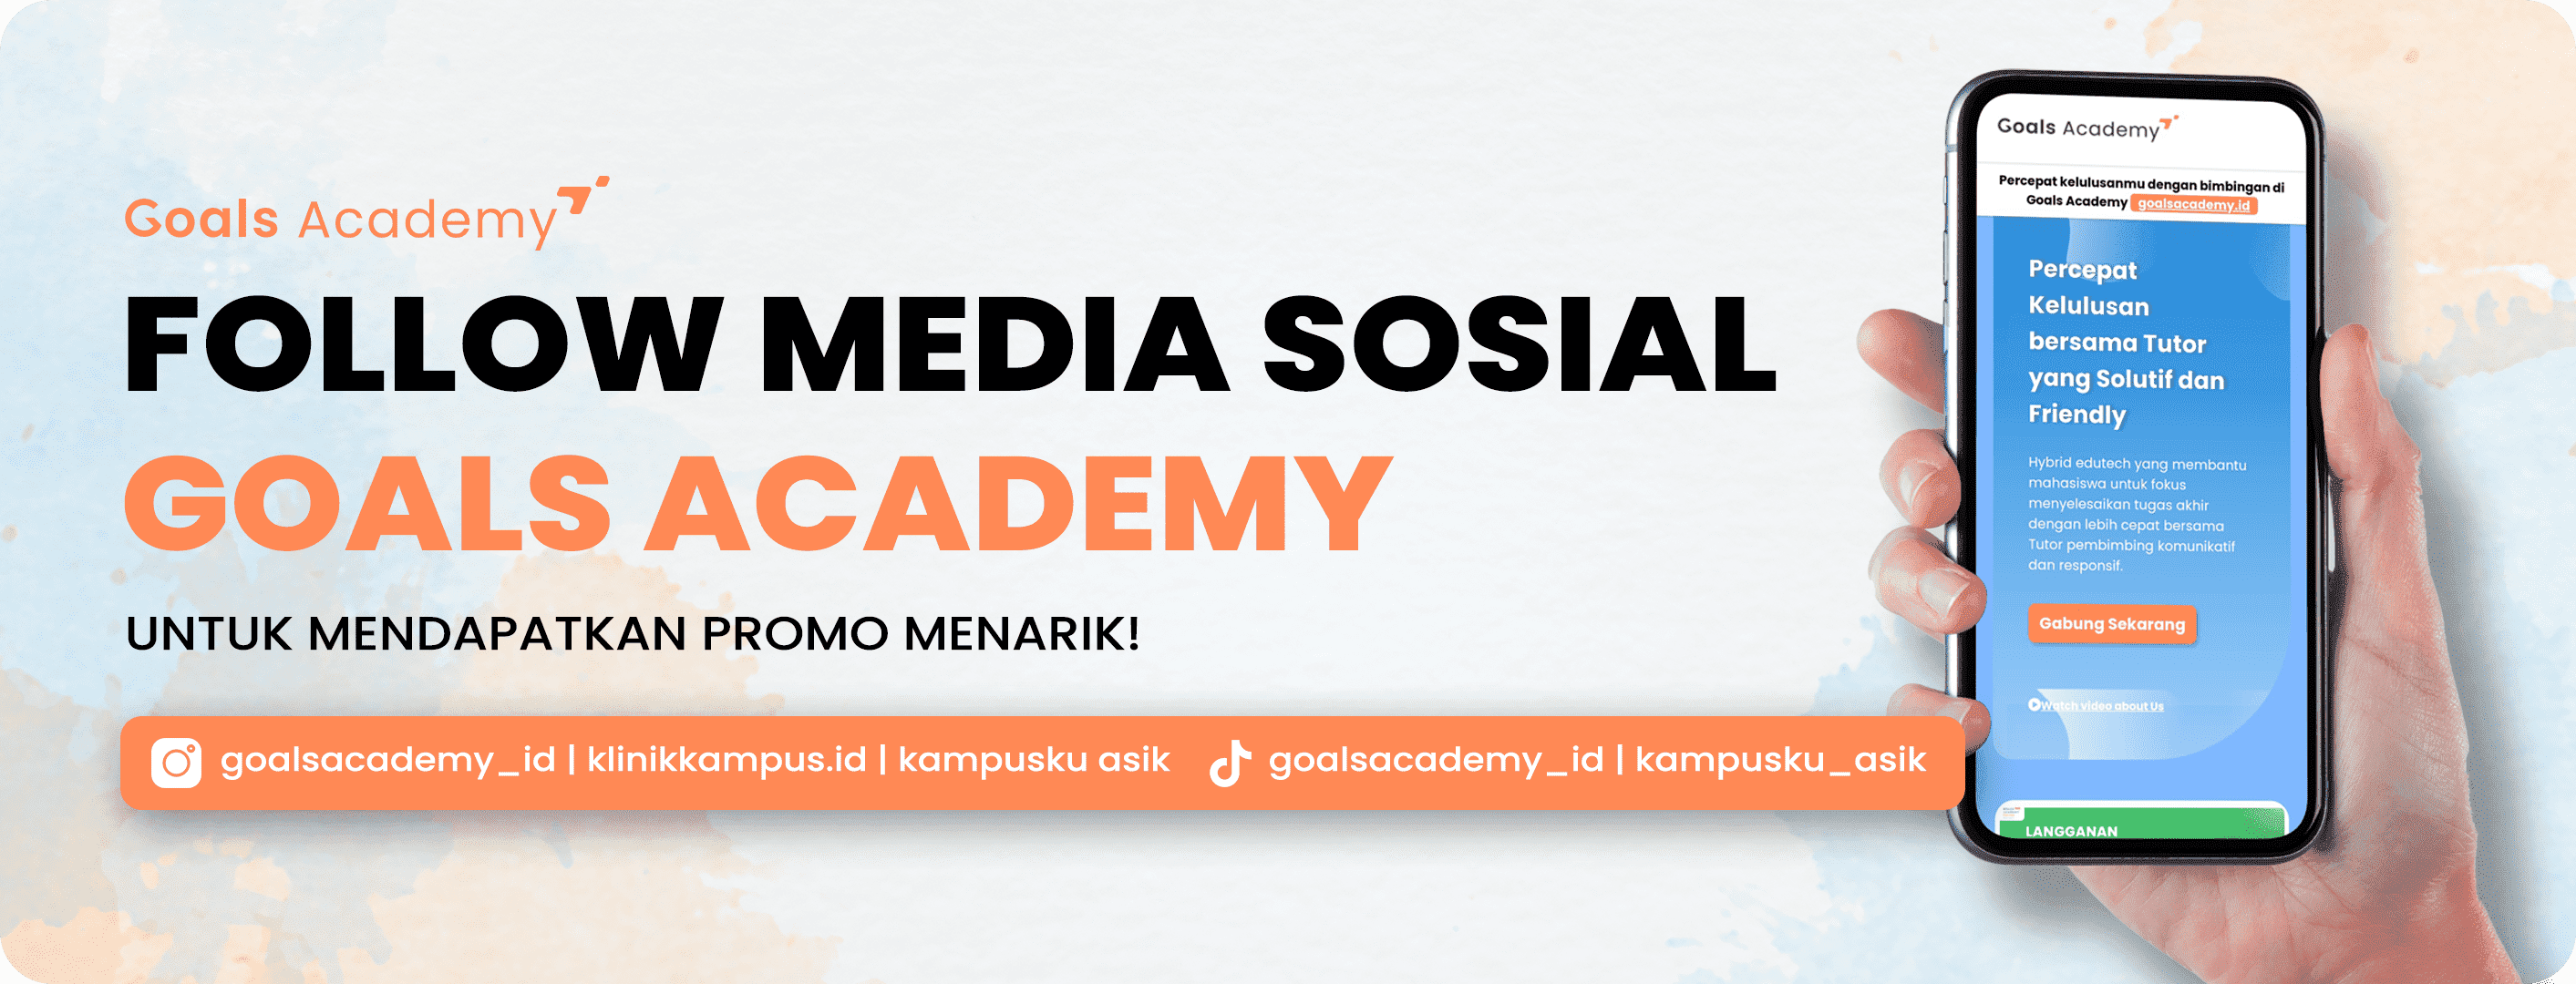 Goals Academy
FOLLOW MEDIA SOSIAL
GOALS ACADEMY
UNTUK MENDAPATKAN PROMO MENARIK!
goalsacademy_id | klinikkampus.id | kampusku asik
goalsacademy_id | kampusku_asik
Goals Academy
Percepat kelulusanmu dengan bimbingan di
Goals Academy goalsacademy.id
Percepat
Kelulusan
bersama Tutor
yang Solutif dan
Friendly
Hybrid edutech yang membantu
mahasiswa untuk fokus
menyelesaikan tugas akhir
dengan lebih cepat bersama
Tutor pembimbing komunikatif
dan responsif.
Gabung Sekarang
Watch video about Us
LANGGANAN